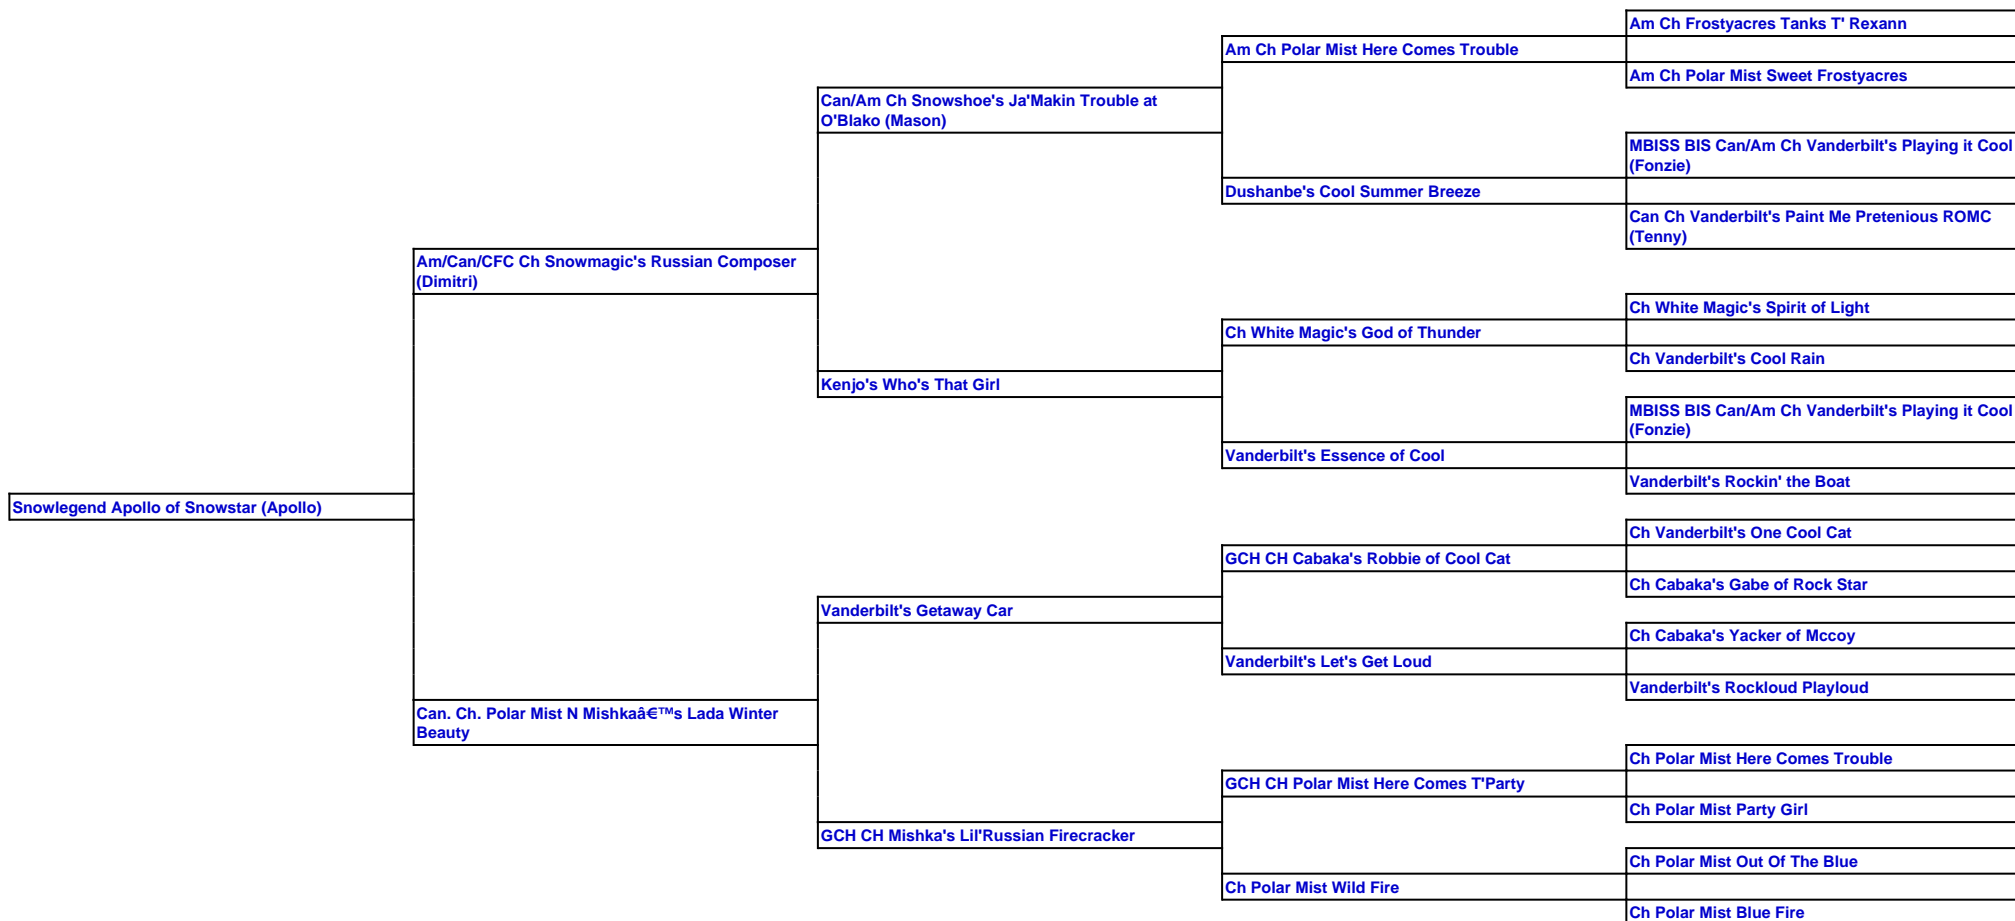 Am Ch Frostyacres Tanks T' Rexann
Am Ch Polar Mist Here Comes Trouble
Am Ch Polar Mist Sweet Frostyacres
Can/Am Ch Snowshoe's Ja'Makin Trouble at
O'Blako (Mason)
MBISS BIS Can/Am Ch Vanderbilt's Playing it Cool
(Fonzie)
Dushanbe's Cool Summer Breeze
Can Ch Vanderbilt's Paint Me Pretenious ROMC
(Tenny)
Am/Can/CFC Ch Snowmagic's Russian Composer
(Dimitri)
Ch White Magic's Spirit of Light
Ch White Magic's God of Thunder
Ch Vanderbilt's Cool Rain
Kenjo's Who's That Girl
MBISS BIS Can/Am Ch Vanderbilt's Playing it Cool
(Fonzie)
Vanderbilt's Essence of Cool
Vanderbilt's Rockin' the Boat
Snowlegend Apollo of Snowstar (Apollo)
Ch Vanderbilt's One Cool Cat
GCH CH Cabaka's Robbie of Cool Cat
Ch Cabaka's Gabe of Rock Star
Vanderbilt's Getaway Car
Ch Cabaka's Yacker of Mccoy
Vanderbilt's Let's Get Loud
Vanderbilt's Rockloud Playloud
Can. Ch. Polar Mist N Mishkaâ€™s Lada Winter
Beauty
Ch Polar Mist Here Comes Trouble
GCH CH Polar Mist Here Comes T'Party
Ch Polar Mist Party Girl
GCH CH Mishka's Lil'Russian Firecracker
Ch Polar Mist Out Of The Blue
Ch Polar Mist Wild Fire
Ch Polar Mist Blue Fire